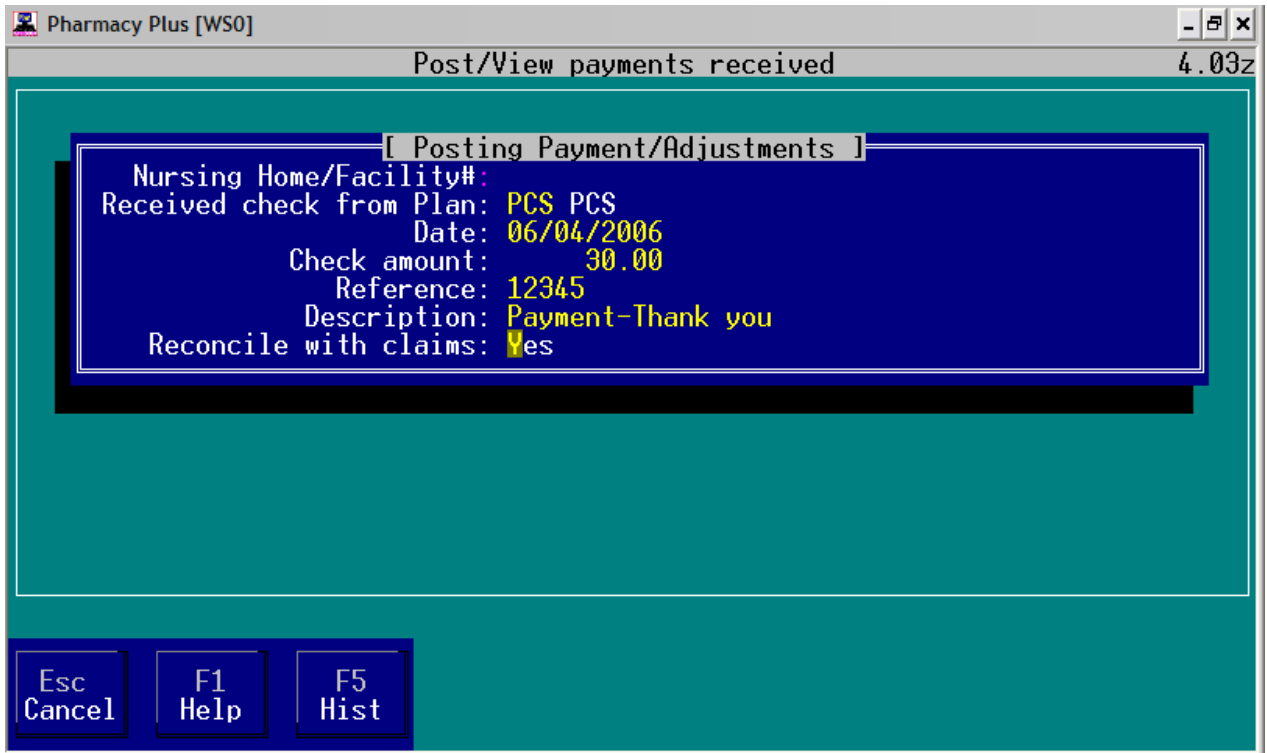 Pharmacy Plus [WS0]
Post/View payments received 4.03z
[ Posting Payment/Adjustments ]
Nursing Home/Facility#:
Received check from Plan: PCS PCS
Date: 06/04/2006
Check amount: 30.00
Reference: 12345
Description: Payment-Thank you
Reconcile with claims: Yes
Esc F1 F5
Cancel Help Hist